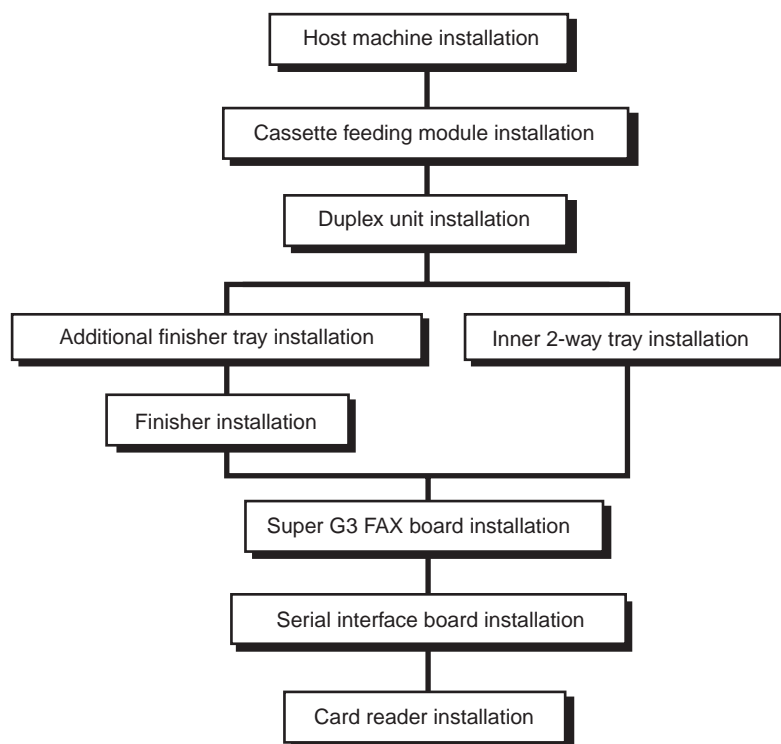 Host machine installation
Cassette feeding module installation
Duplex unit installation
Additional finisher tray installation
Inner 2-way tray installation
Finisher installation
Super G3 FAX board installation
Serial interface board installation
Card reader installation